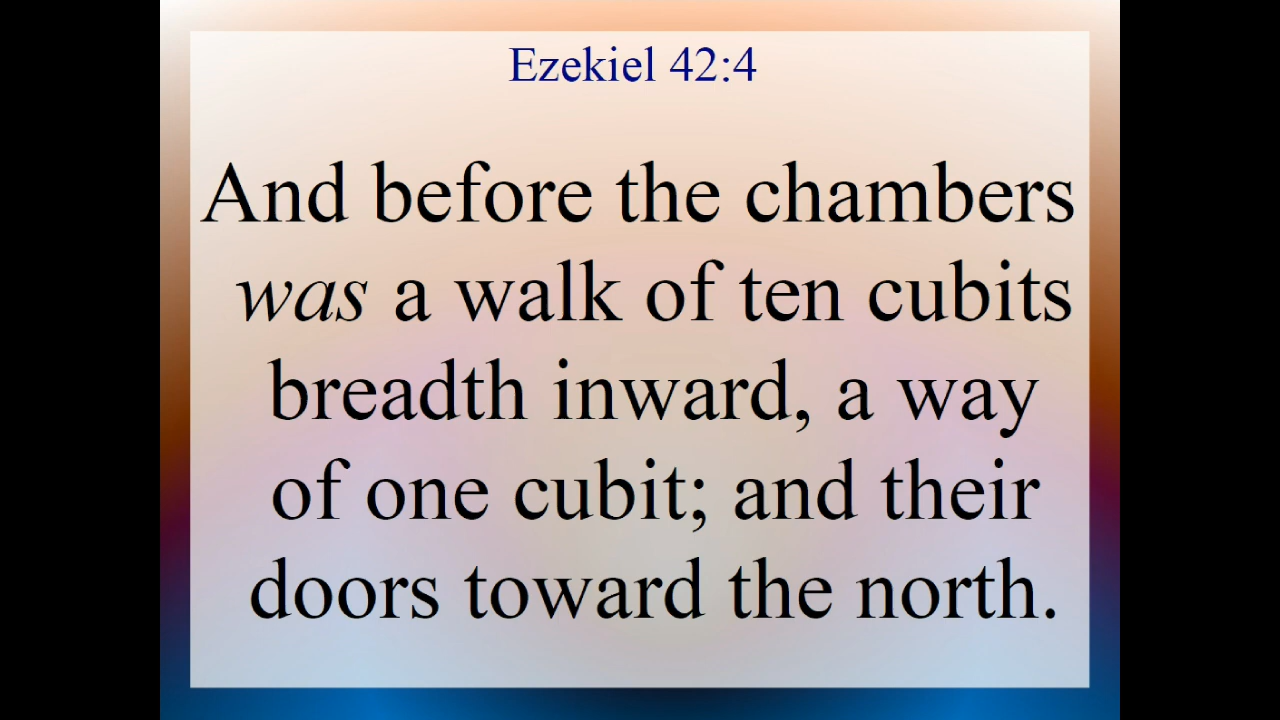 Ezekiel 42:4
And before the chambers
was a walk of ten cubits
breadth inward, a way
of one cubit; and their
doors toward the north.